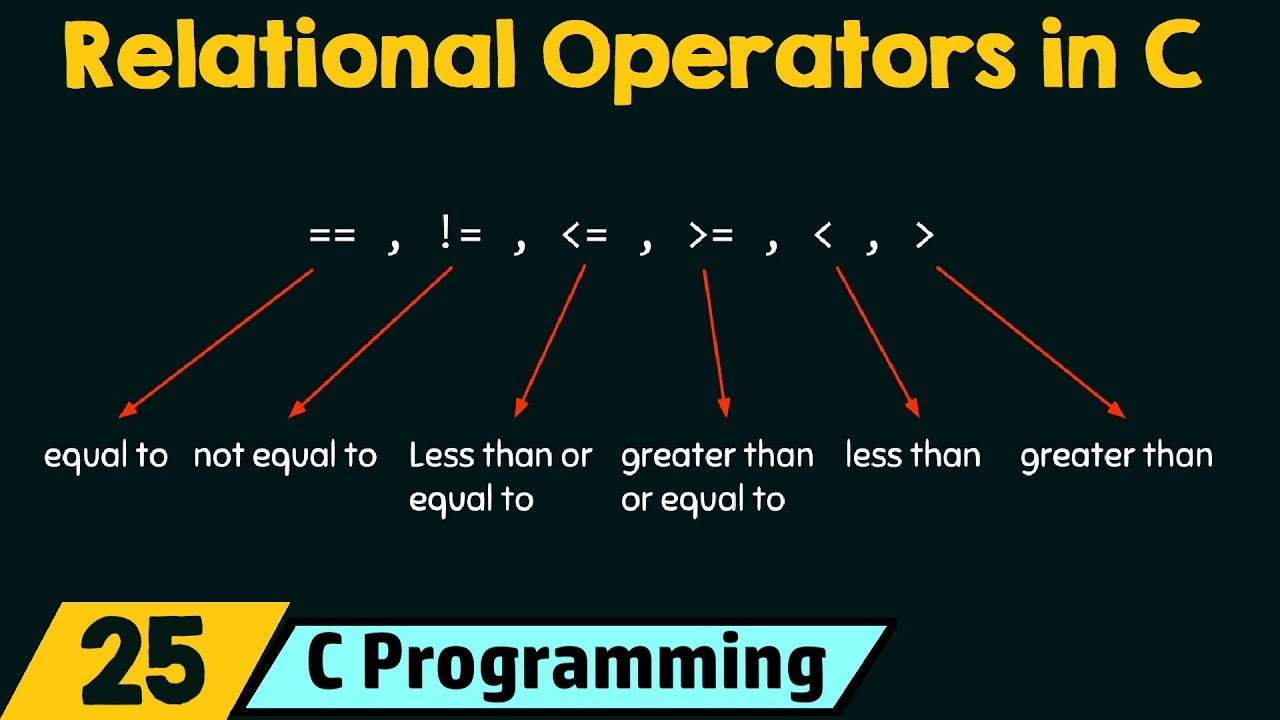 Relational Operators in C
== , != , <= , >= , < , >
equal to not equal to Less than or equal to greater than or equal to less than greater than
25 C Programming